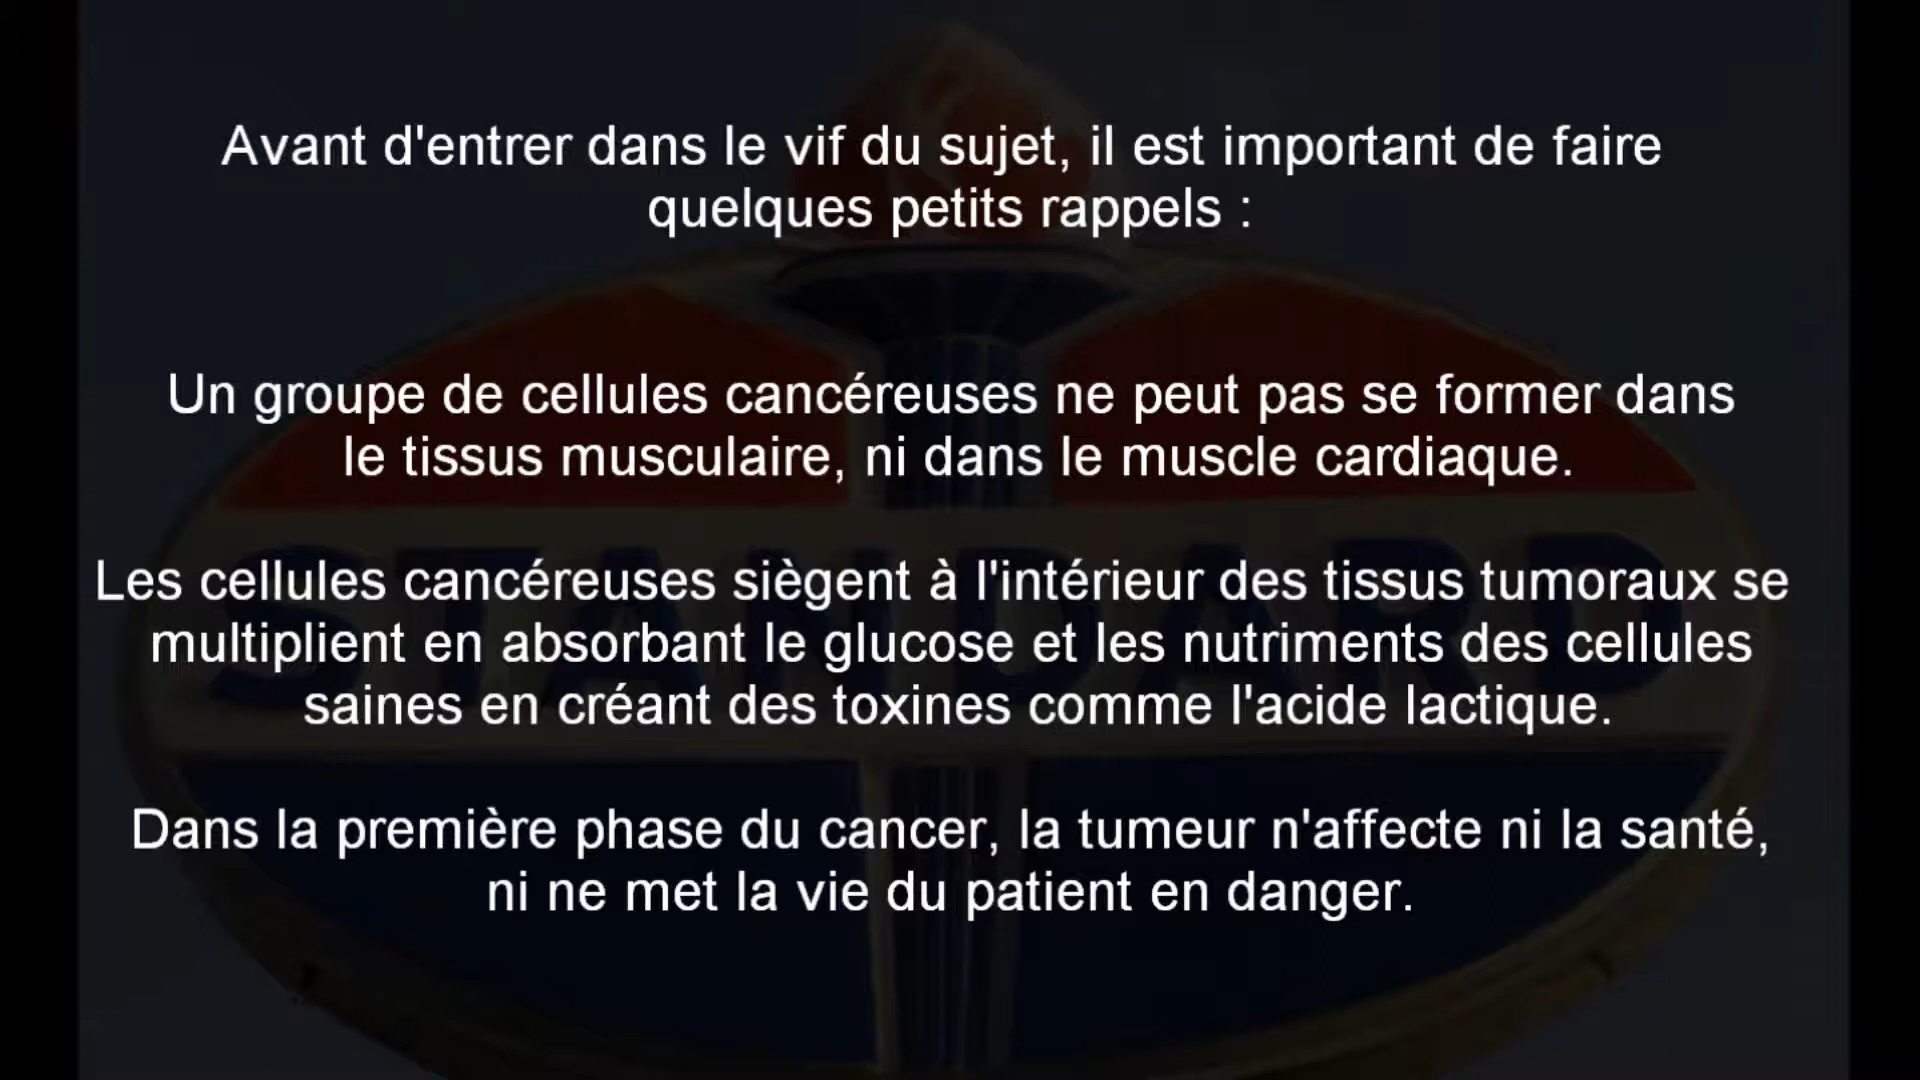 Avant d'entrer dans le vif du sujet, il est important de faire
quelques petits rappels :
Un groupe de cellules cancéreuses ne peut pas se former dans
le tissus musculaire, ni dans le muscle cardiaque.
STANDARD
Les cellules cancéreuses siègent à l'intérieur des tissus tumoraux se
multiplient en absorbant le glucose et les nutriments des cellules
saines en créant des toxines comme l'acide lactique.
Dans la première phase du cancer, la tumeur n'affecte ni la santé,
ni ne met la vie du patient en danger.